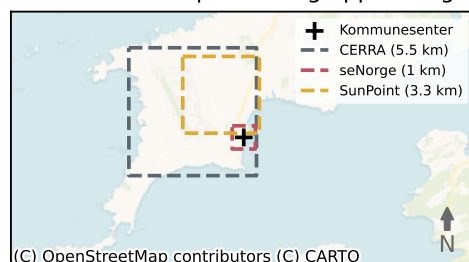 Kommunesenter
CERRA (5.5 km)
seNorge (1 km)
SunPoint (3.3 km)
N
(C) OpenStreetMap contributors (C) CARTO